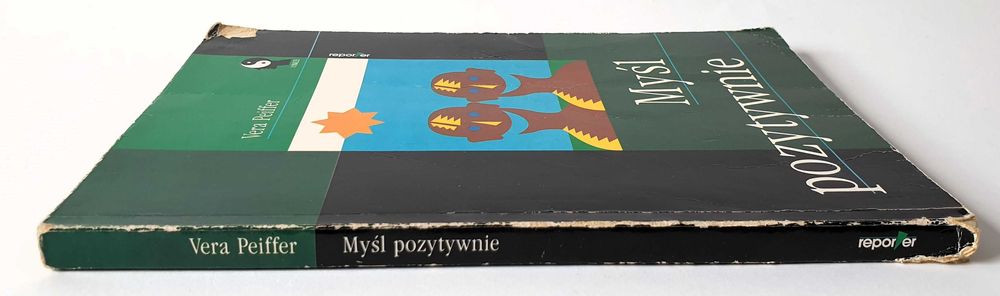 reporter
Vera Peiffer
Myśl
pozytywnie
Vera Peiffer Myśl pozytywnie reporter